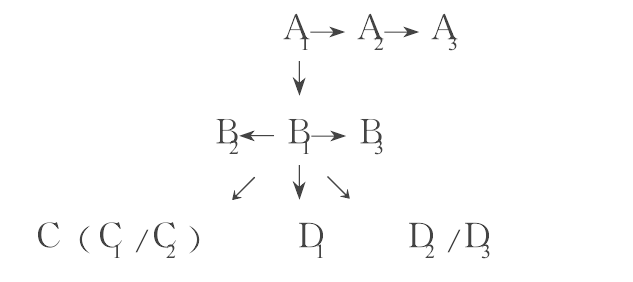 A₁→A₂→A₃
↓
B₂←B₁→B₃
↙ ↓ ↘
C (C₁/C₂) D₁ D₂/D₃